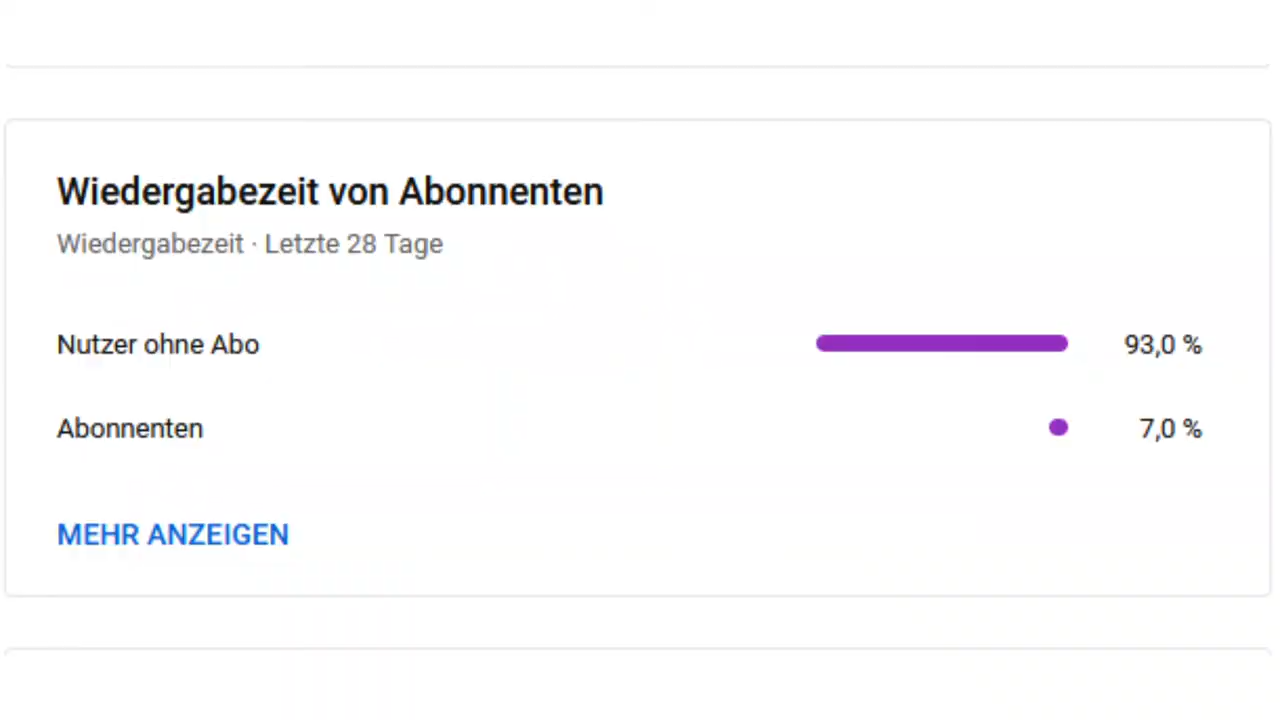 Wiedergabezeit von Abonnenten
Wiedergabezeit · Letzte 28 Tage
Nutzer ohne Abo 93,0 %
Abonnenten 7,0 %
MEHR ANZEIGEN